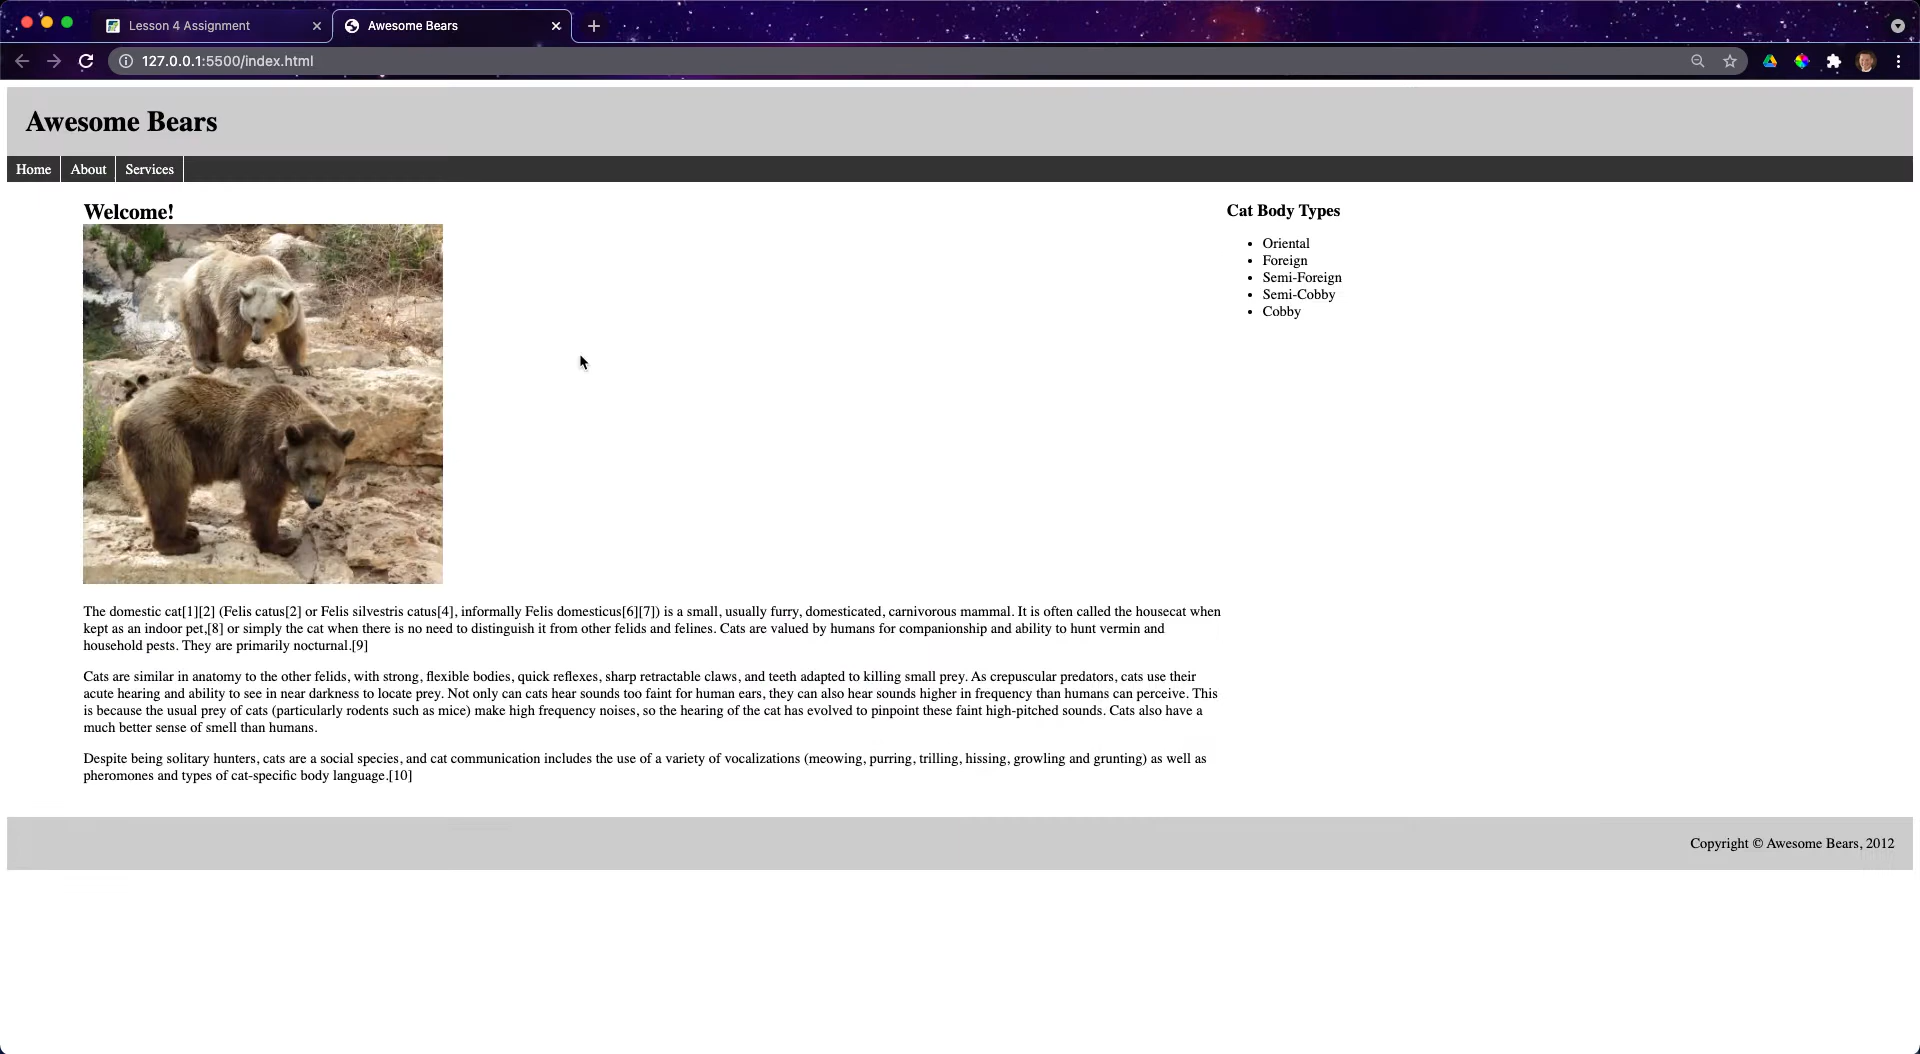 Lesson 4 Assignment
Awesome Bears
127.0.0.1:5500/index.html
Awesome Bears
Home
About
Services
Welcome!
The domestic cat[1][2] (Felis catus[2] or Felis silvestris catus[4], informally Felis domesticus[6][7]) is a small, usually furry, domesticated, carnivorous mammal. It is often called the housecat when
kept as an indoor pet,[8] or simply the cat when there is no need to distinguish it from other felids and felines. Cats are valued by humans for companionship and ability to hunt vermin and
household pests. They are primarily nocturnal.[9]
Cats are similar in anatomy to the other felids, with strong, flexible bodies, quick reflexes, sharp retractable claws, and teeth adapted to killing small prey. As crepuscular predators, cats use their
acute hearing and ability to see in near darkness to locate prey. Not only can cats hear sounds too faint for human ears, they can also hear sounds higher in frequency than humans can perceive. This
is because the usual prey of cats (particularly rodents such as mice) make high frequency noises, so the hearing of the cat has evolved to pinpoint these faint high-pitched sounds. Cats also have a
much better sense of smell than humans.
Despite being solitary hunters, cats are a social species, and cat communication includes the use of a variety of vocalizations (meowing, purring, trilling, hissing, growling and grunting) as well as
pheromones and types of cat-specific body language.[10]
Cat Body Types
• Oriental
• Foreign
• Semi-Foreign
• Semi-Cobby
• Cobby
Copyright © Awesome Bears, 2012